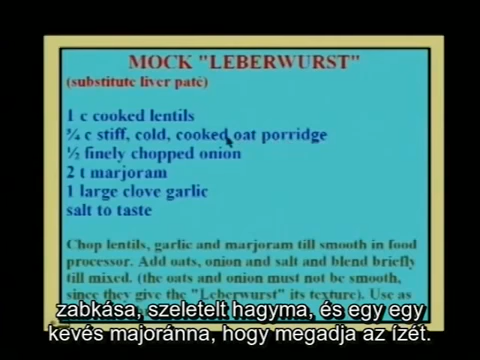 MOCK "LEBERWURST"
(substitute liver paté)
1 c cooked lentils
¾ c stiff, cold, cooked oat porridge
½ finely chopped onion
2 t marjoram
1 large clove garlic
salt to taste
Chop lentils, garlic and marjoram till smooth in food
processor. Add oats, onion and salt and blend briefly
till mixed. (the oats and onion must not be smooth,
since they give the "Leberwurst" its texture). Use as
zabkása, szeletelt hagyma, és egy egy
kevés majoránna, hogy megadja az ízét.